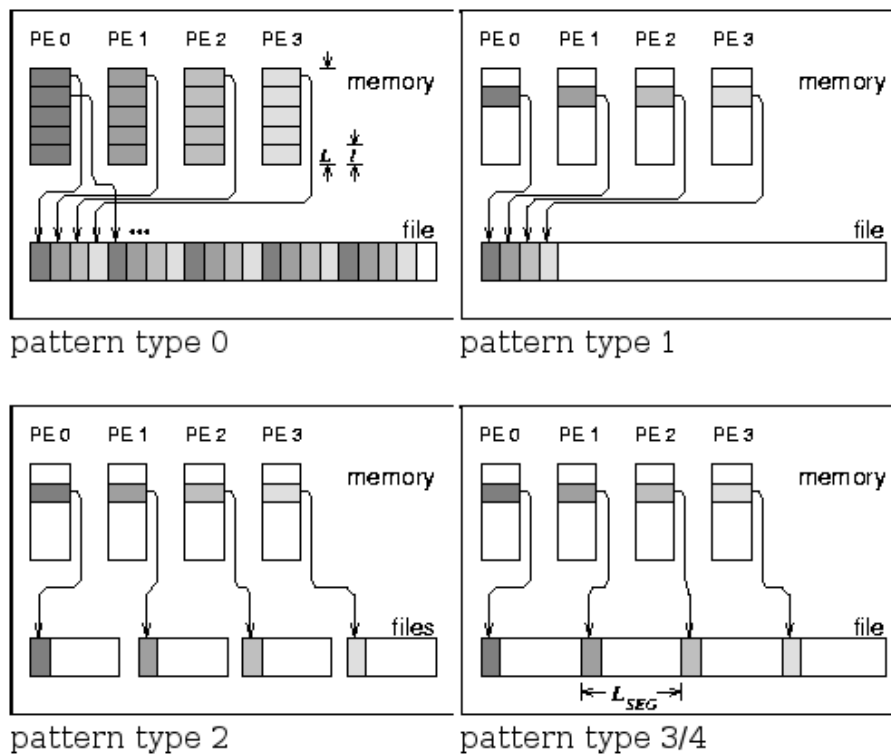 PE 0 PE 1 PE 2 PE 3
memory
L l
...
file
pattern type 0
PE 0 PE 1 PE 2 PE 3
memory
file
pattern type 1
PE 0 PE 1 PE 2 PE 3
memory
files
pattern type 2
PE 0 PE 1 PE 2 PE 3
memory
file
L SEG
pattern type 3/4